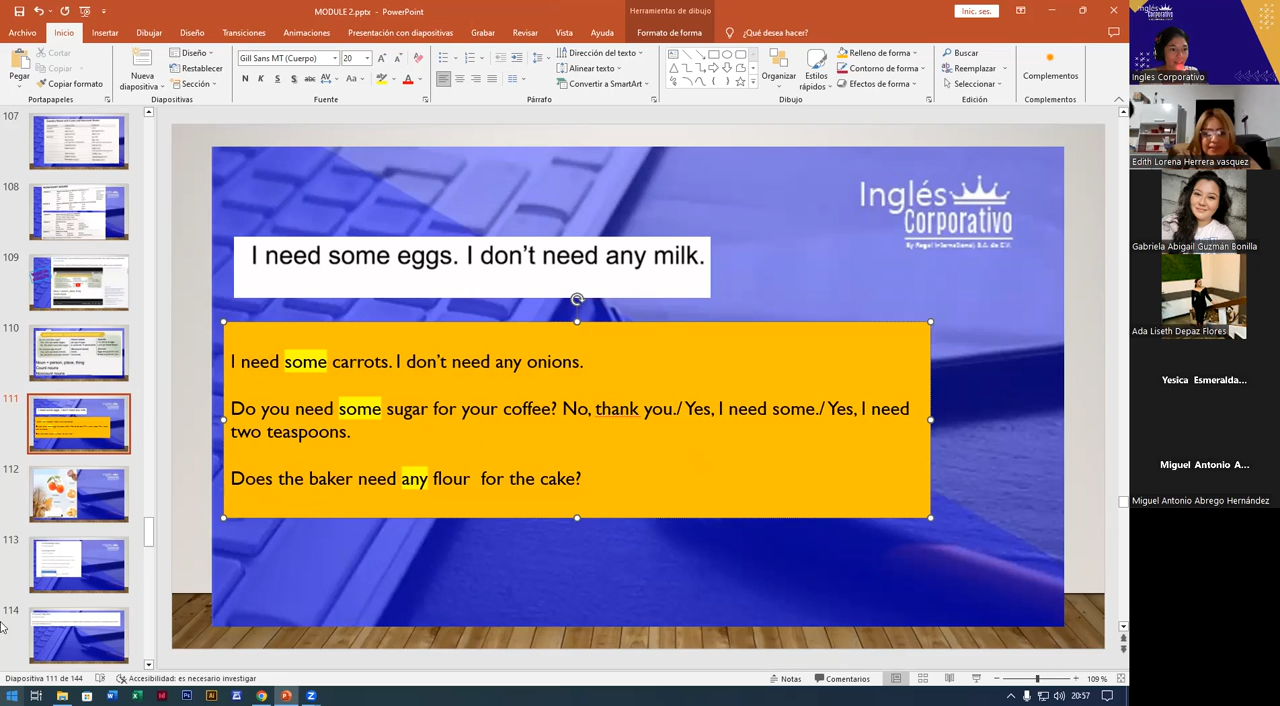 MODULE 2.pptx - PowerPoint
Herramientas de dibujo
Inic. ses.
Archivo Inicio Insertar Dibujar Diseño Transiciones Animaciones Presentación con diapositivas Grabar Revisar Vista Ayuda Formato de forma ¿Qué desea hacer?
Pegar
Cortar
Copiar
Copiar formato
Portapapeles
Nueva diapositiva
Diseño
Restablecer
Sección
Diapositivas
Gill Sans MT (Cuerpo) 20
N K S S abc AV Aa A
Fuente
Párrafo
Dirección del texto
Alinear texto
Convertir a SmartArt
Organizar
Estilos rápidos
Relleno de forma
Contorno de forma
Efectos de forma
Dibujo
Buscar
Reemplazar
Seleccionar
Edición
Complementos
Complementos
107
108
109
110
111
112
113
114
Inglés
Corporativo
I need some eggs. I don't need any milk.
I need some carrots. I don't need any onions.
Do you need some sugar for your coffee? No, thank you./ Yes, I need some./ Yes, I need
two teaspoons.
Does the baker need any flour for the cake?
Inglés
Corporativo
Ingles Corporativo
Edith Lorena Herrera vasquez
Gabriela Abigail Guzmán Bonilla
Ada Liseth Depaz Flores
Yesica Esmeralda...
Miguel Antonio A...
Miguel Antonio Abrego Hernández
Diapositiva 111 de 144
Accesibilidad: es necesario investigar
Notas
Comentarios
109 %
20:57